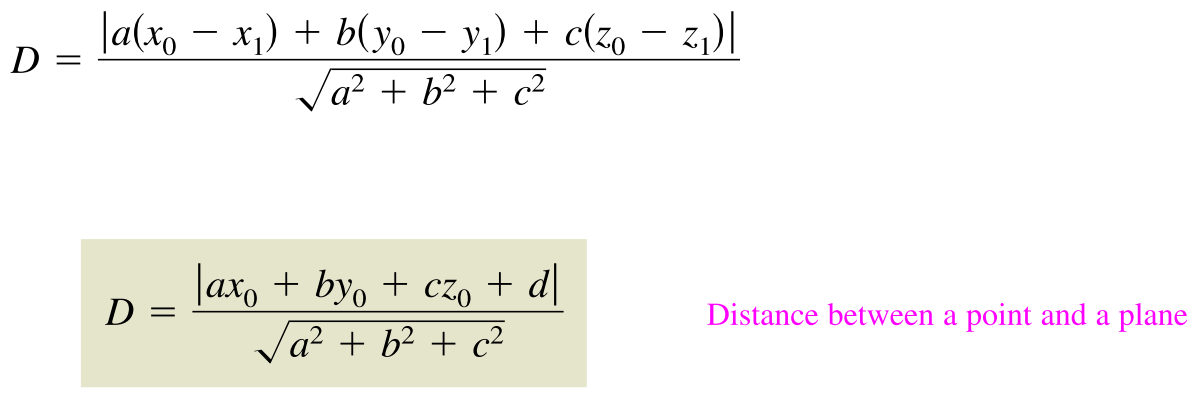 D = |a(x₀ − x₁) + b(y₀ − y₁) + c(z₀ − z₁)| / √(a² + b² + c²)
D = |ax₀ + by₀ + cz₀ + d| / √(a² + b² + c²) Distance between a point and a plane